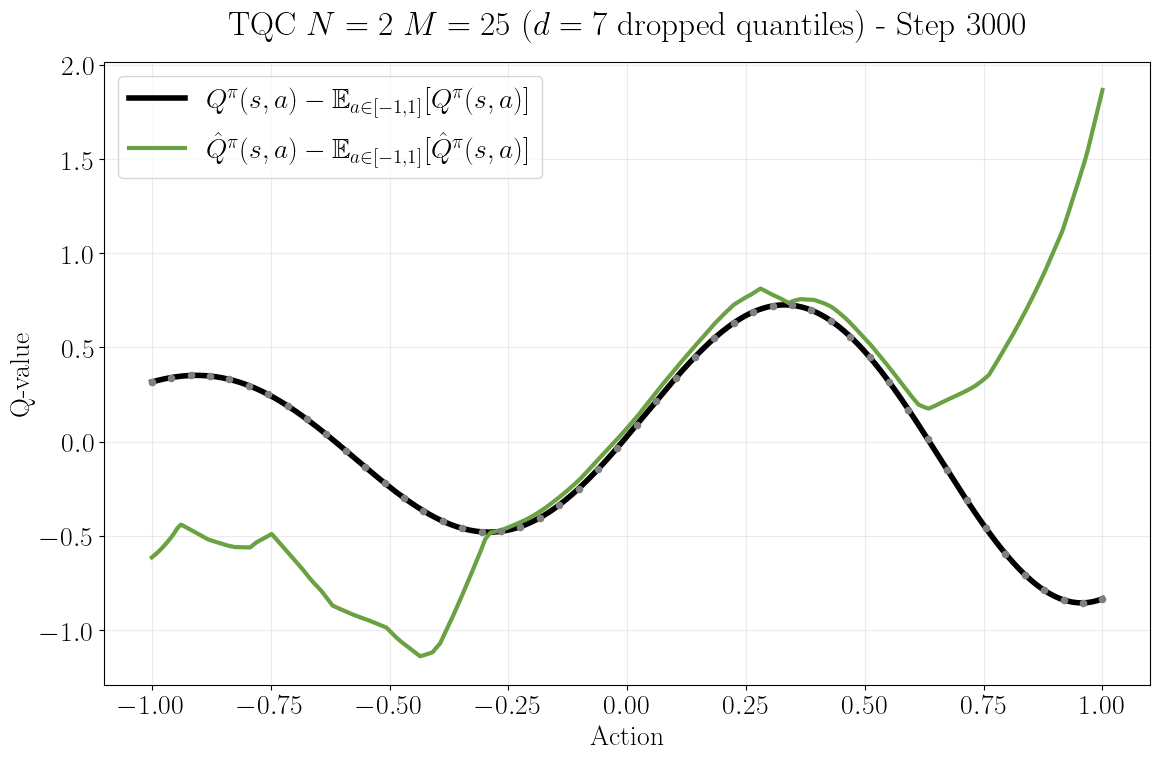 TQC N = 2 M = 25 (d = 7 dropped quantiles) - Step 3000
Q^π(s, a) − 𝔼_{a∈[−1,1]}[Q^π(s, a)]
Q̂^π(s, a) − 𝔼_{a∈[−1,1]}[Q̂^π(s, a)]
2.0
1.5
1.0
0.5
0.0
−0.5
−1.0
Q-value
−1.00 −0.75 −0.50 −0.25 0.00 0.25 0.50 0.75 1.00
Action